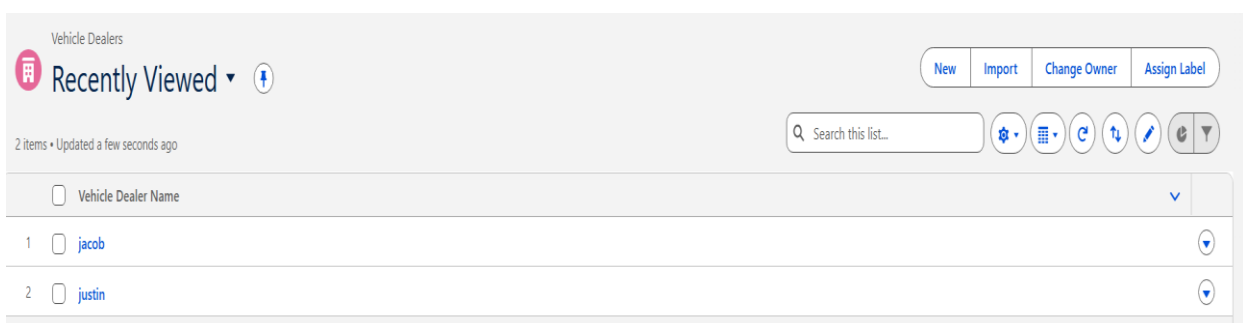 Vehicle Dealers
Recently Viewed
New Import Change Owner Assign Label
2 items • Updated a few seconds ago
Search this list...
Vehicle Dealer Name
1 jacob
2 justin